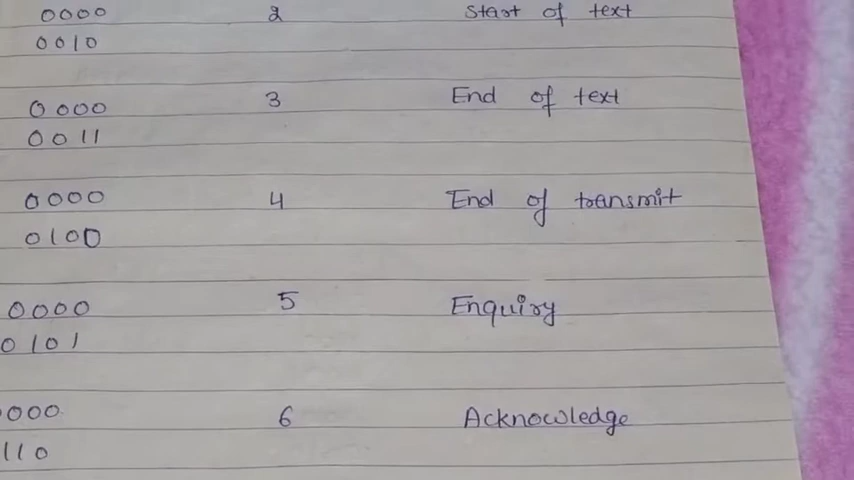 0000 2 Start of text
0010
0000 3 End of text
0011
0000 4 End of transmit
0100
0000 5 Enquiry
0101
0000 6 Acknowledge
110